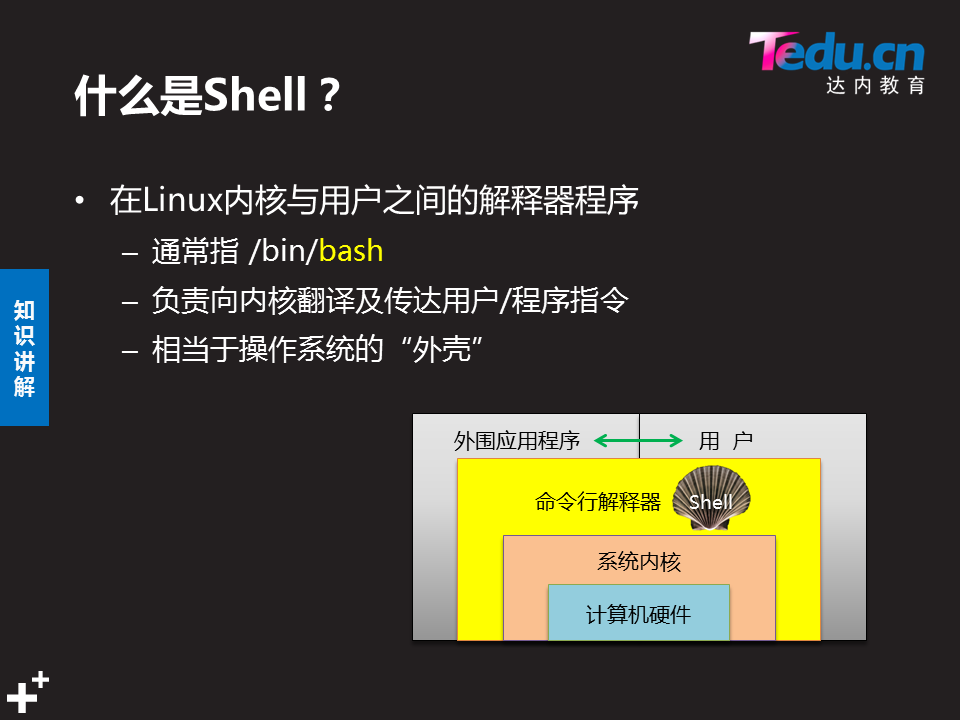 Tedu.cn
达内教育
什么是Shell？
• 在Linux内核与用户之间的解释器程序
– 通常指 /bin/bash
– 负责向内核翻译及传达用户/程序指令
– 相当于操作系统的“外壳”
知识讲解
外围应用程序 用 户
命令行解释器 Shell
系统内核
计算机硬件